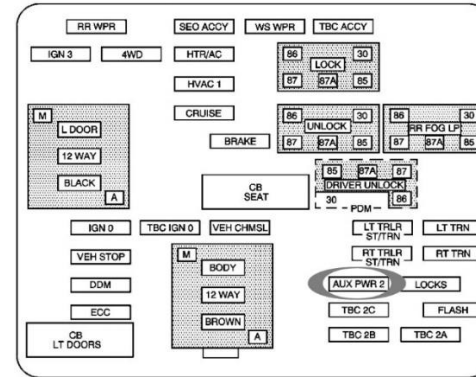 RR WPR
SEO ACCY
WS WPR
TBC ACCY
IGN 3
4WD
HTR/AC
86
30
LOCK
87
87A
85
HVAC 1
CRUISE
M
L DOOR
12 WAY
BLACK
A
BRAKE
86
30
UNLOCK
87
87A
85
86
30
RR FOG LP
87
87A
85
CB
SEAT
85
87A
87
DRIVER UNLOCK
30
86
PDM
IGN 0
TBC IGN 0
VEH CHMSL
LT TRLR
ST/TRN
LT TRN
VEH STOP
M
BODY
12 WAY
BROWN
A
RT TRLR
ST/TRN
RT TRN
DDM
AUX PWR 2
LOCKS
ECC
TBC 2C
FLASH
CB
LT DOORS
TBC 2B
TBC 2A